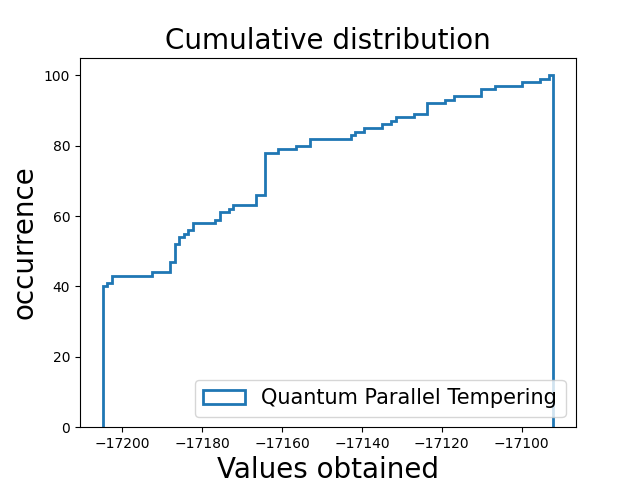 Cumulative distribution
100
80
60
40
20
0
occurrence
Quantum Parallel Tempering
−17200 −17180 −17160 −17140 −17120 −17100
Values obtained